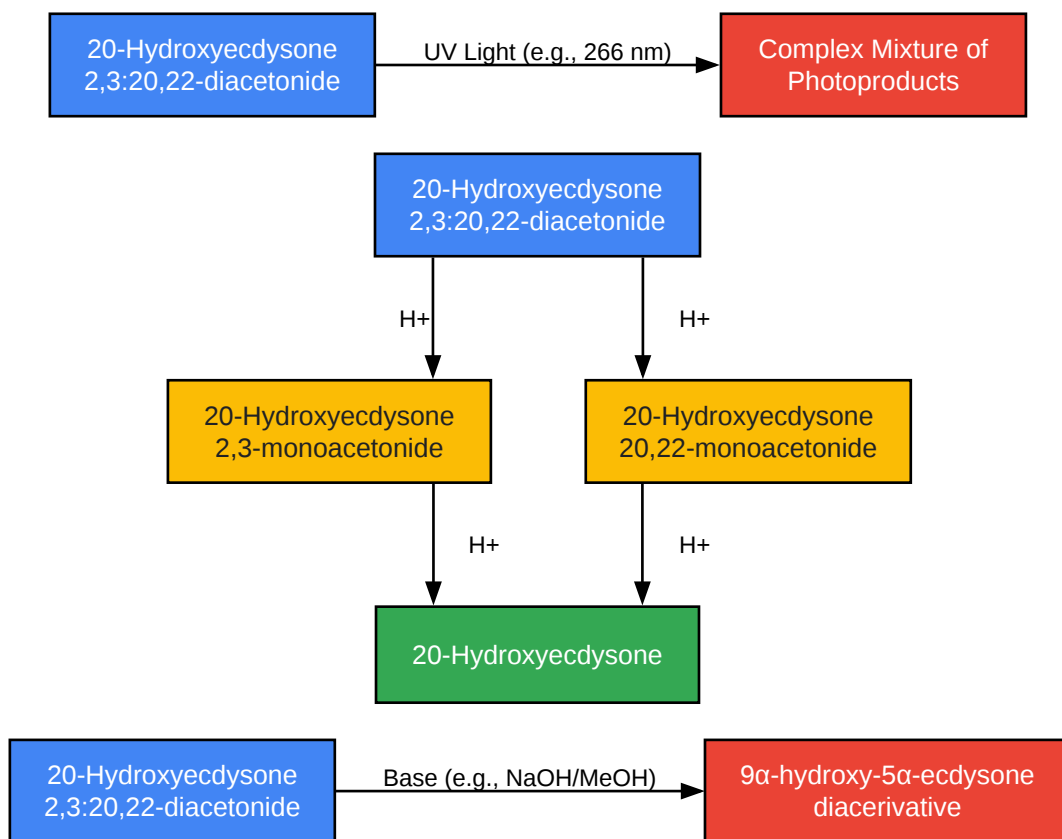 20-Hydroxyecdysone
2,3:20,22-diacetonide
UV Light (e.g., 266 nm)
Complex Mixture of
Photoproducts
20-Hydroxyecdysone
2,3:20,22-diacetonide
H+
H+
20-Hydroxyecdysone
2,3-monoacetonide
20-Hydroxyecdysone
20,22-monoacetonide
H+
H+
20-Hydroxyecdysone
20-Hydroxyecdysone
2,3:20,22-diacetonide
Base (e.g., NaOH/MeOH)
9α-hydroxy-5α-ecdysone
diacerivative